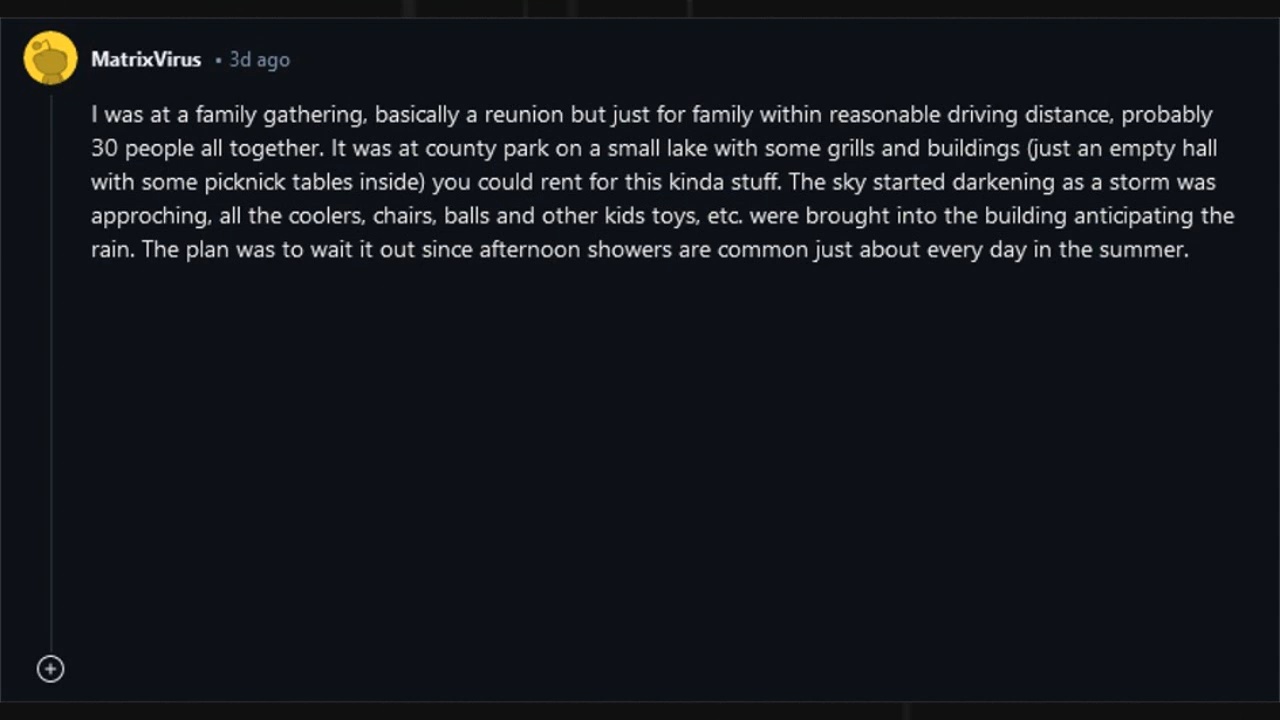 MatrixVirus • 3d ago
I was at a family gathering, basically a reunion but just for family within reasonable driving distance, probably
30 people all together. It was at county park on a small lake with some grills and buildings (just an empty hall
with some picknick tables inside) you could rent for this kinda stuff. The sky started darkening as a storm was
approching, all the coolers, chairs, balls and other kids toys, etc. were brought into the building anticipating the
rain. The plan was to wait it out since afternoon showers are common just about every day in the summer.